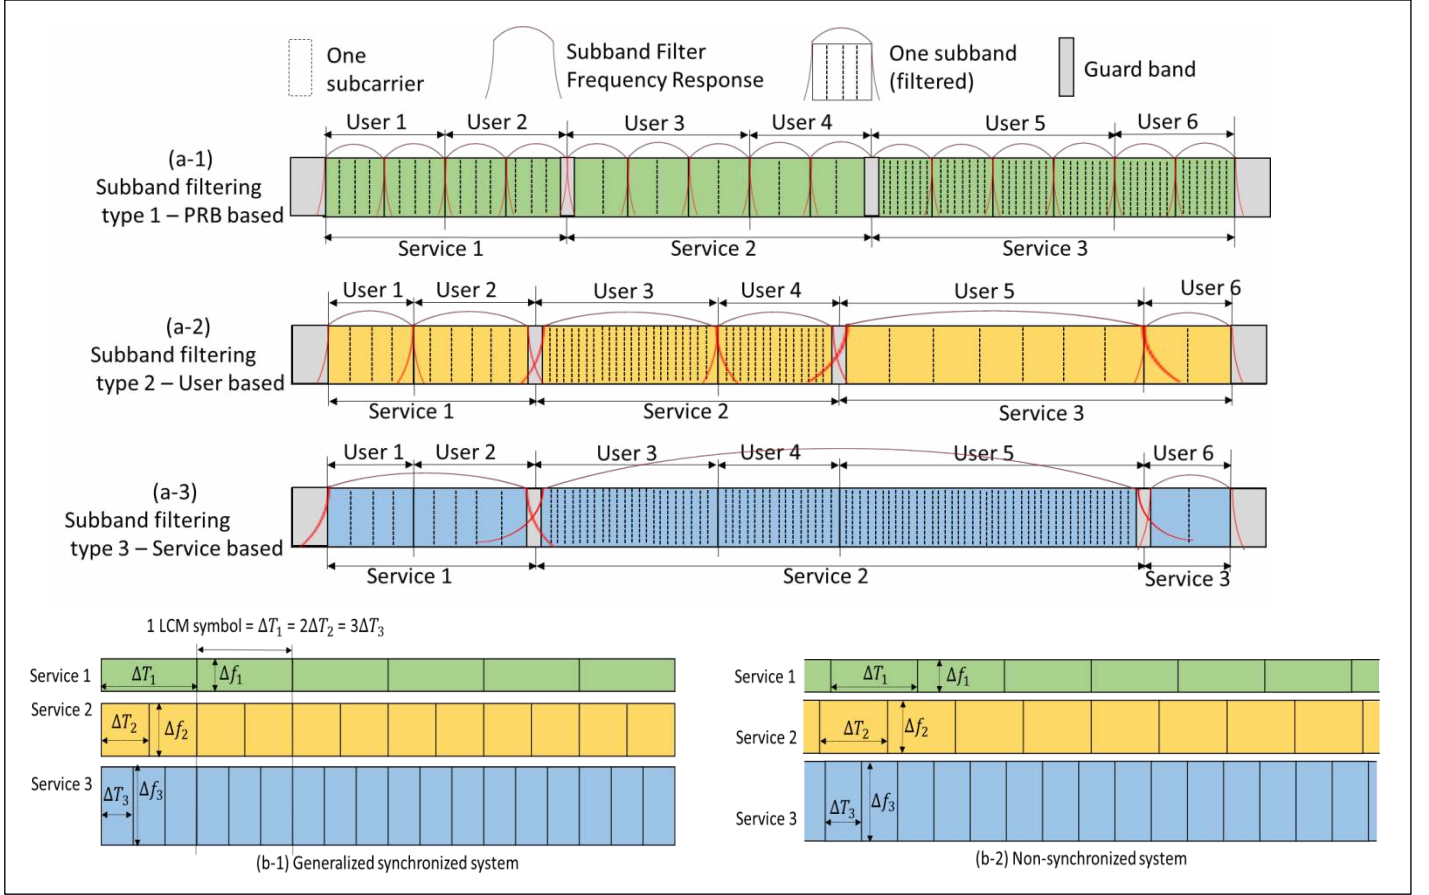 One
subcarrier
Subband Filter
Frequency Response
One subband
(filtered)
Guard band
(a-1)
Subband filtering
type 1 – PRB based
User 1
User 2
User 3
User 4
User 5
User 6
Service 1
Service 2
Service 3
(a-2)
Subband filtering
type 2 – User based
User 1
User 2
User 3
User 4
User 5
User 6
Service 1
Service 2
Service 3
(a-3)
Subband filtering
type 3 – Service based
User 1
User 2
User 3
User 4
User 5
User 6
Service 1
Service 2
Service 3
1 LCM symbol = ΔT₁ = 2ΔT₂ = 3ΔT₃
Service 1
ΔT₁
Δf₁
Service 2
ΔT₂
Δf₂
Service 3
ΔT₃
Δf₃
(b-1) Generalized synchronized system
Service 1
ΔT₁
Δf₁
Service 2
ΔT₂
Δf₂
Service 3
ΔT₃
Δf₃
(b-2) Non-synchronized system